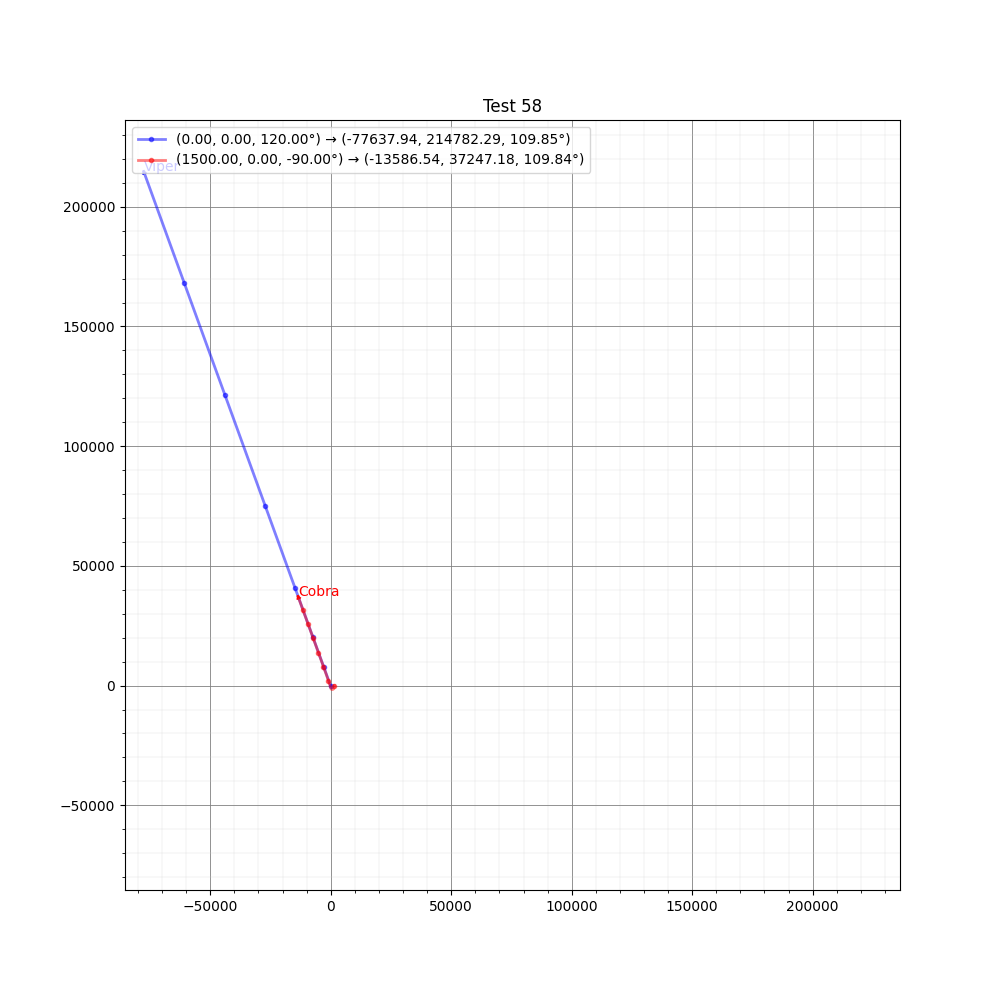 Test 58
(0.00, 0.00, 120.00°) → (-77637.94, 214782.29, 109.85°)
(1500.00, 0.00, -90.00°) → (-13586.54, 37247.18, 109.84°)
Viper
200000
150000
100000
50000
Cobra
0
−50000
−50000 0 50000 100000 150000 200000